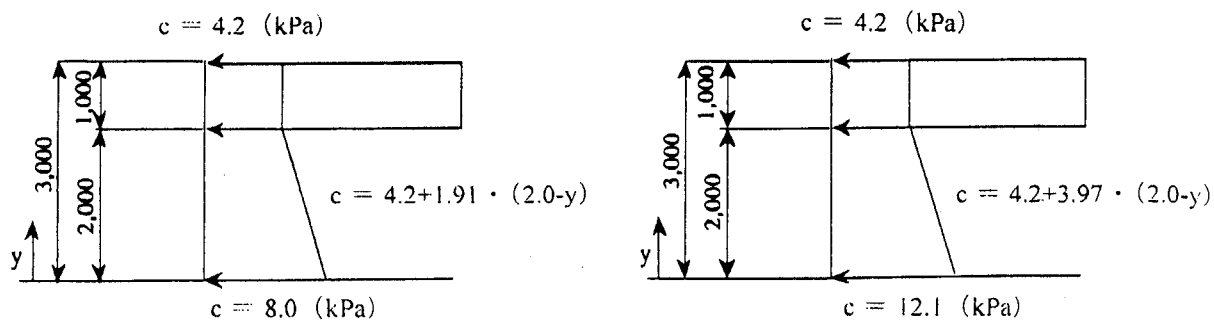 c = 4.2 (kPa)
1,000
3,000
2,000
c = 4.2+1.91・(2.0-y)
y
c = 8.0 (kPa)
c = 4.2 (kPa)
1,000
3,000
2,000
c = 4.2+3.97・(2.0-y)
y
c = 12.1 (kPa)